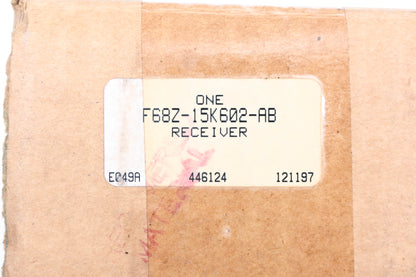 ONE
F68Z-15K602-AB
RECEIVER
E049A 446124 121197